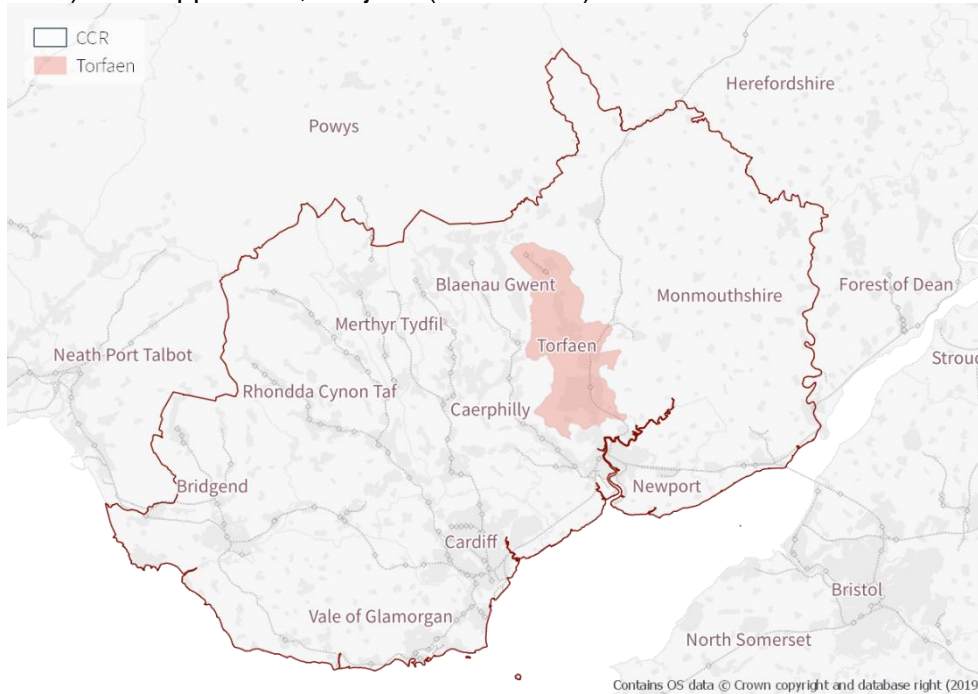 CCR
Torfaen
Herefordshire
Powys
Blaenau Gwent
Monmouthshire
Forest of Dean
Merthyr Tydfil
Torfaen
Neath Port Talbot
Stroud
Rhondda Cynon Taf
Caerphilly
Bridgend
Newport
Cardiff
Bristol
Vale of Glamorgan
North Somerset
Contains OS data © Crown copyright and database right (2019